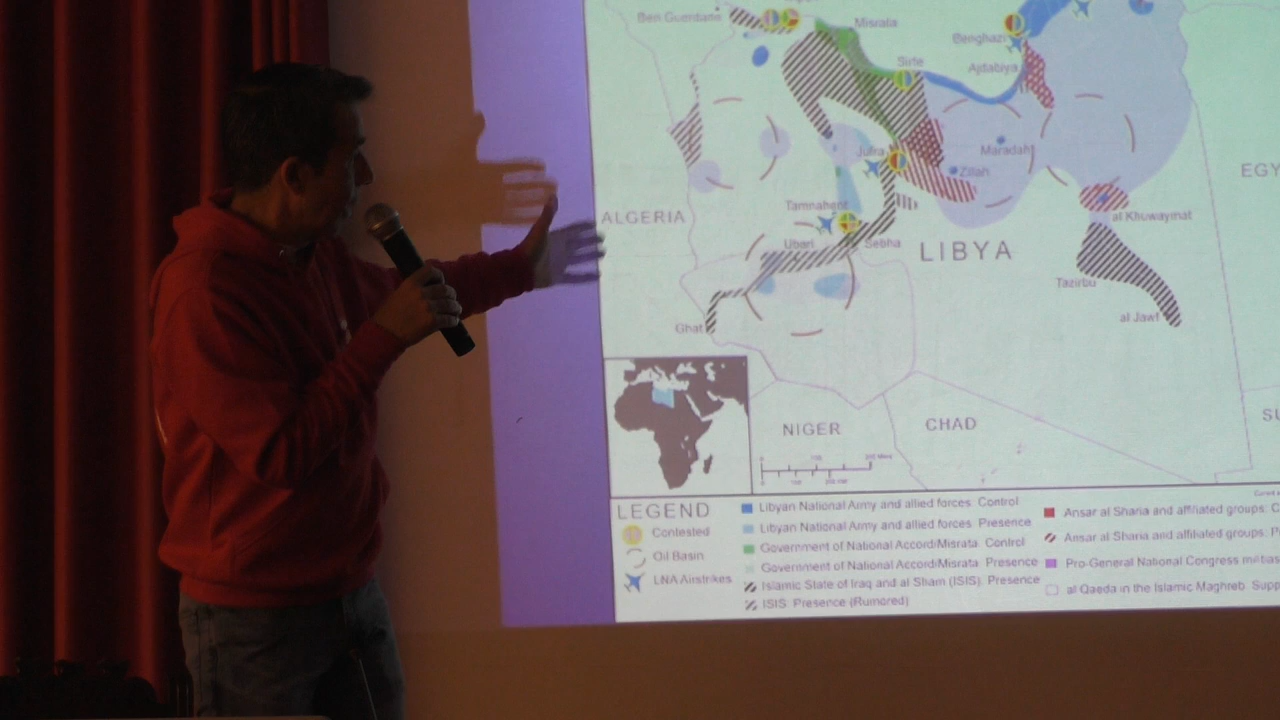 Ben Guerdane
Misrata
Benghazi
Sirte
Ajdabiya
Jufra
Maradah
Zillah
EGY
ALGERIA
Tamnahent
al Khuwaymat
Ubari
Sebha
LIBYA
Tazirbu
al Jawf
Ghat
NIGER
CHAD
SU
LEGEND
Contested
Oil Basin
LNA Airstrikes
Libyan National Army and allied forces: Control
Libyan National Army and allied forces: Presence
Government of National Accord/Misrata: Control
Government of National Accord/Misrata: Presence
Islamic State of Iraq and al Sham (ISIS): Presence
ISIS: Presence (Rumored)
Ansar al Sharia and affiliated groups: C
Ansar al Sharia and affiliated groups: P
Pro-General National Congress militias
al Qaeda in the Islamic Maghreb: Supp